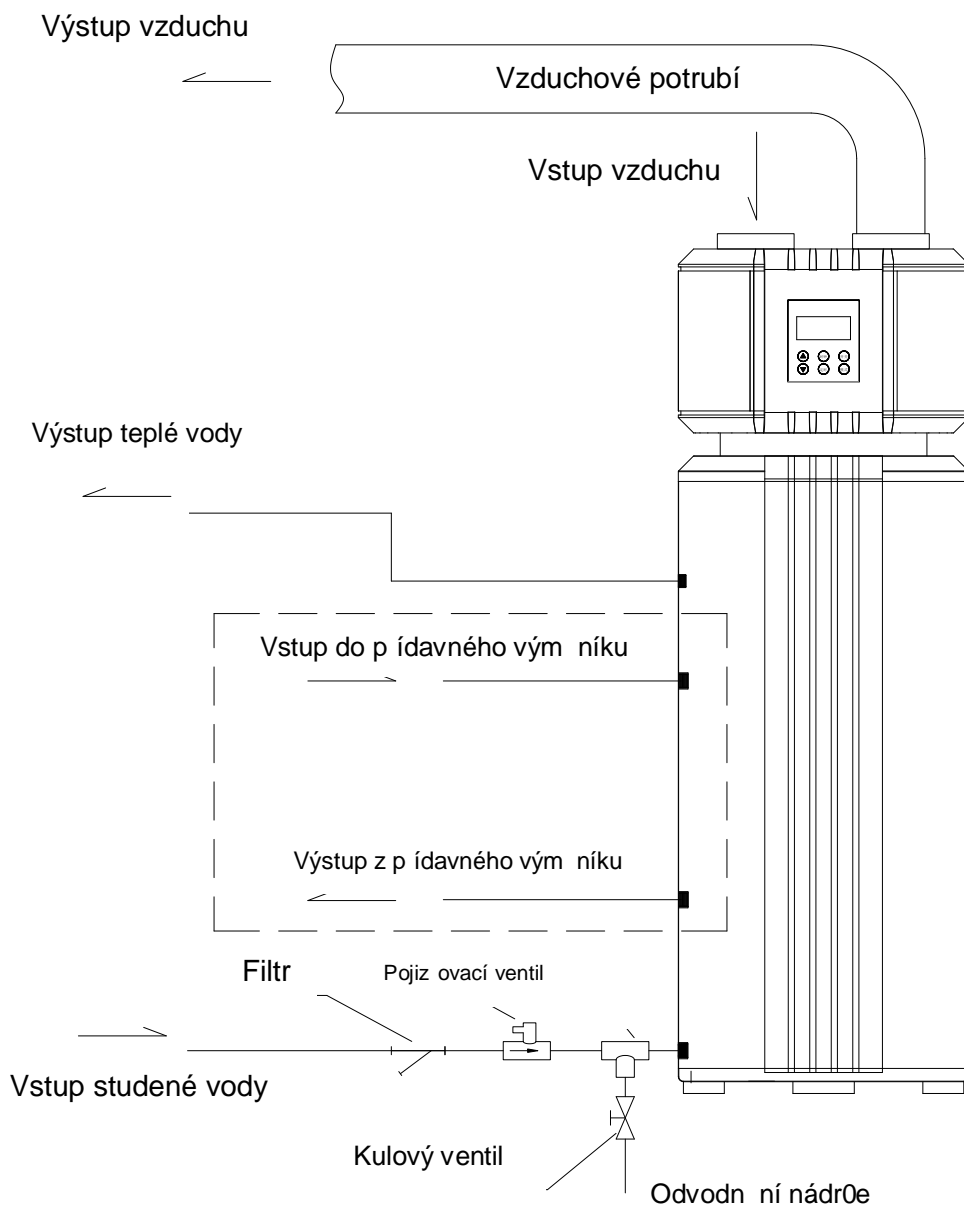 Výstup vzduchu
Vzduchové potrubí
Vstup vzduchu
Výstup teplé vody
Vstup do p ídavného vým níku
Výstup z p ídavného vým níku
Filtr
Pojiz ovací ventil
Vstup studené vody
Kulový ventil
Odvodn ní nádr0e